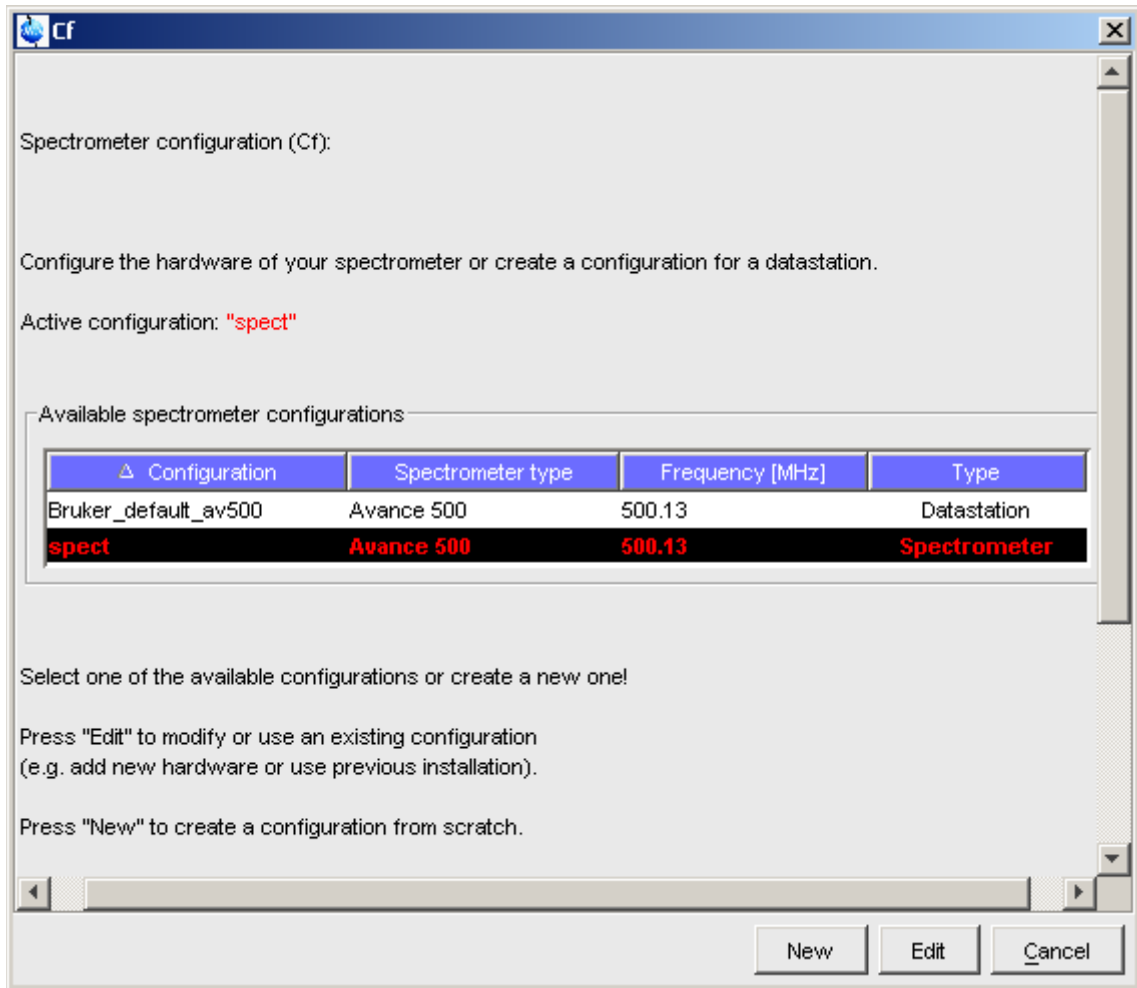 Cf
Spectrometer configuration (Cf):
Configure the hardware of your spectrometer or create a configuration for a datastation.
Active configuration: "spect"
Available spectrometer configurations
Δ Configuration Spectrometer type Frequency [MHz] Type
Bruker_default_av500 Avance 500 500.13 Datastation
spect Avance 500 500.13 Spectrometer
Select one of the available configurations or create a new one!
Press "Edit" to modify or use an existing configuration
(e.g. add new hardware or use previous installation).
Press "New" to create a configuration from scratch.
New Edit Cancel